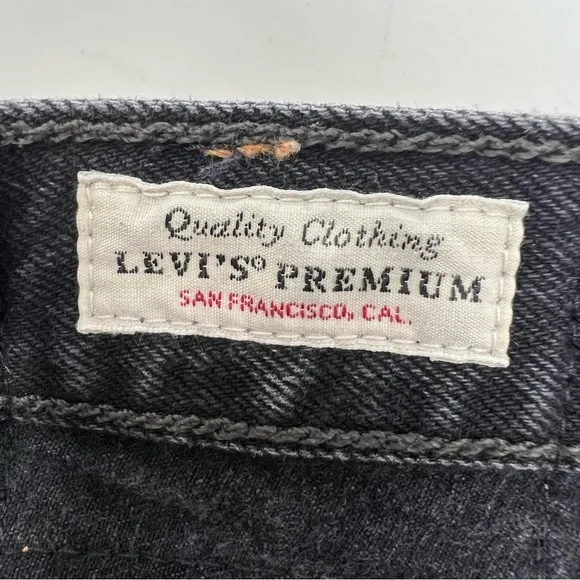 Quality Clothing
LEVI'S® PREMIUM
SAN FRANCISCO, CAL.